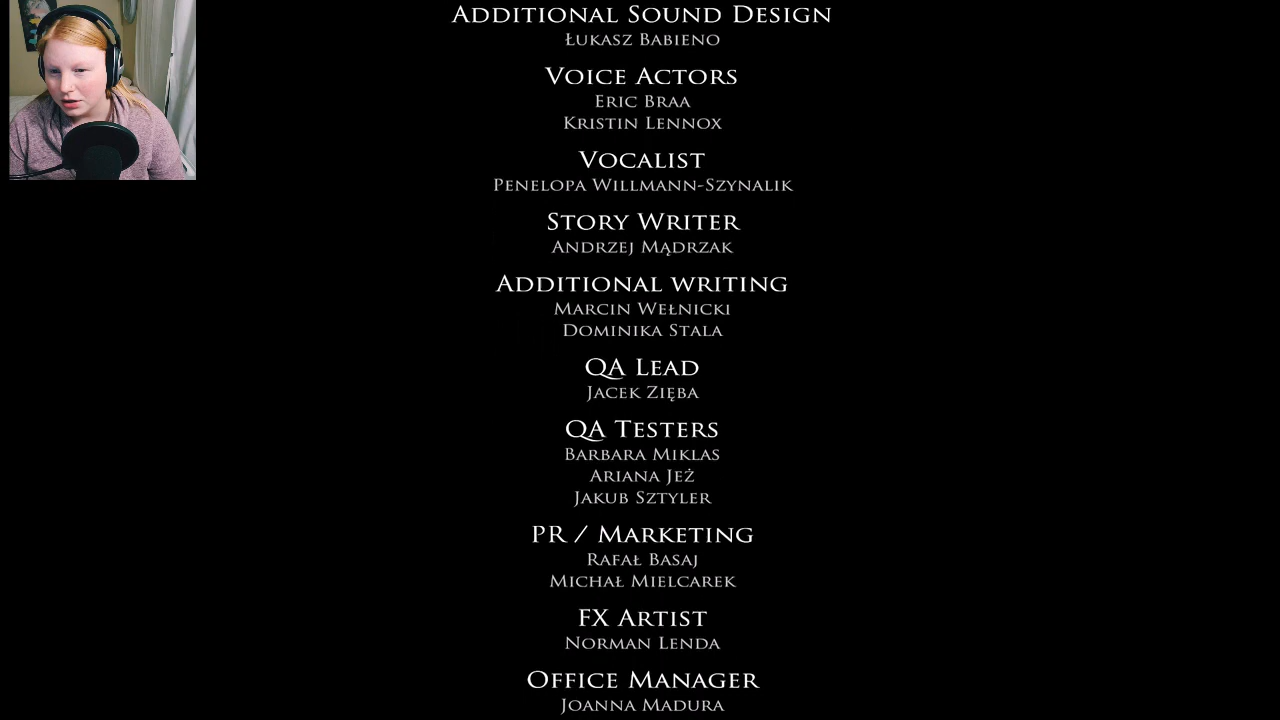 Additional Sound Design
Łukasz Babieno
Voice Actors
Eric Braa
Kristin Lennox
Vocalist
Penelopa Willmann-Szynalik
Story Writer
Andrzej Mądrzak
Additional writing
Marcin Wełnicki
Dominika Stala
QA Lead
Jacek Zięba
QA Testers
Barbara Miklas
Ariana Jeż
Jakub Sztyler
PR / Marketing
Rafał Basaj
Michał Mielcarek
FX Artist
Norman Lenda
Office Manager
Joanna Madura